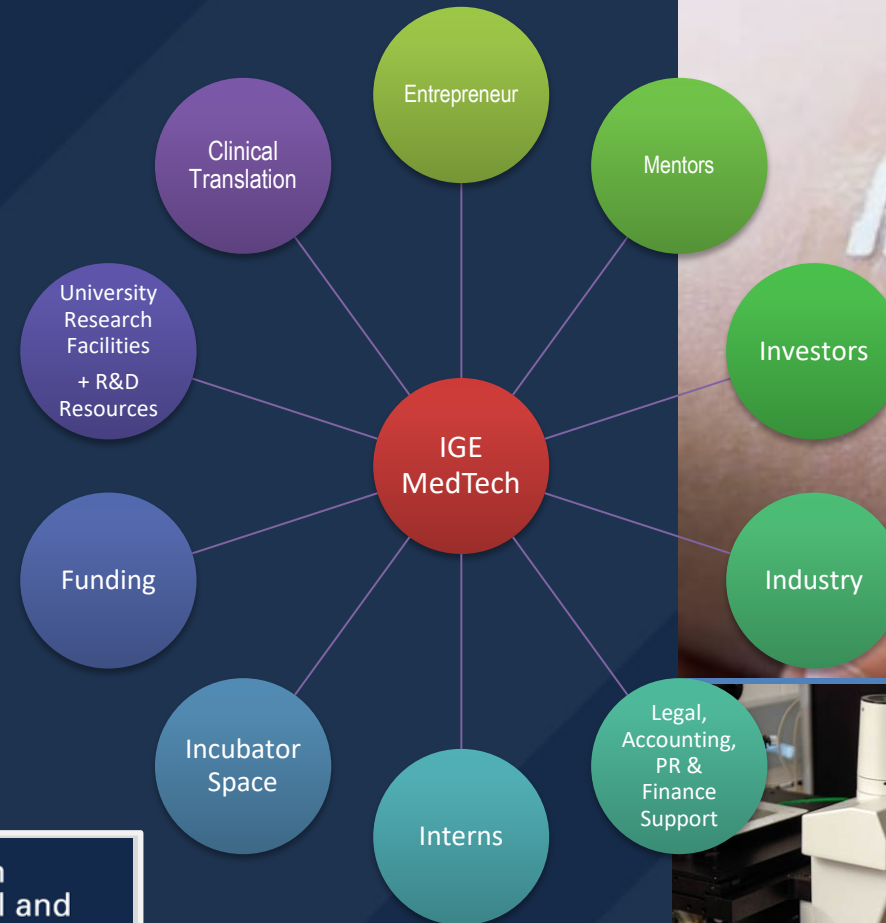 Entrepreneur
Mentors
Investors
Industry
Legal,
Accounting,
PR &
Finance
Support
Interns
Incubator
Space
Funding
University
Research
Facilities
+ R&D
Resources
Clinical
Translation
IGE
MedTech
and